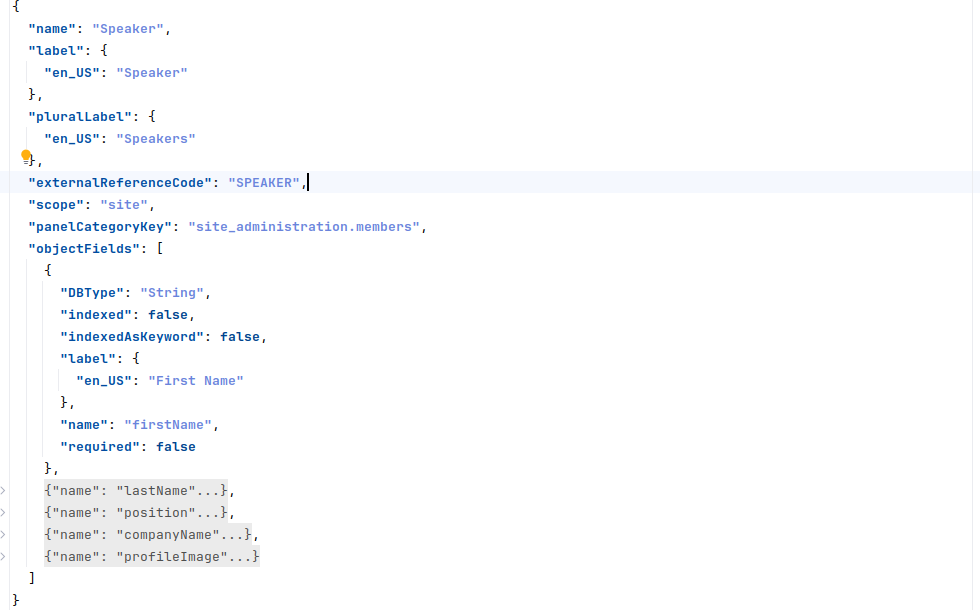 {
  "name": "Speaker",
  "label": {
    "en_US": "Speaker"
  },
  "pluralLabel": {
    "en_US": "Speakers"
  },
  "externalReferenceCode": "SPEAKER",
  "scope": "site",
  "panelCategoryKey": "site_administration.members",
  "objectFields": [
    {
      "DBType": "String",
      "indexed": false,
      "indexedAsKeyword": false,
      "label": {
        "en_US": "First Name"
      },
      "name": "firstName",
      "required": false
    },
    {"name": "lastName"...},
    {"name": "position"...},
    {"name": "companyName"...},
    {"name": "profileImage"...}
  ]
}